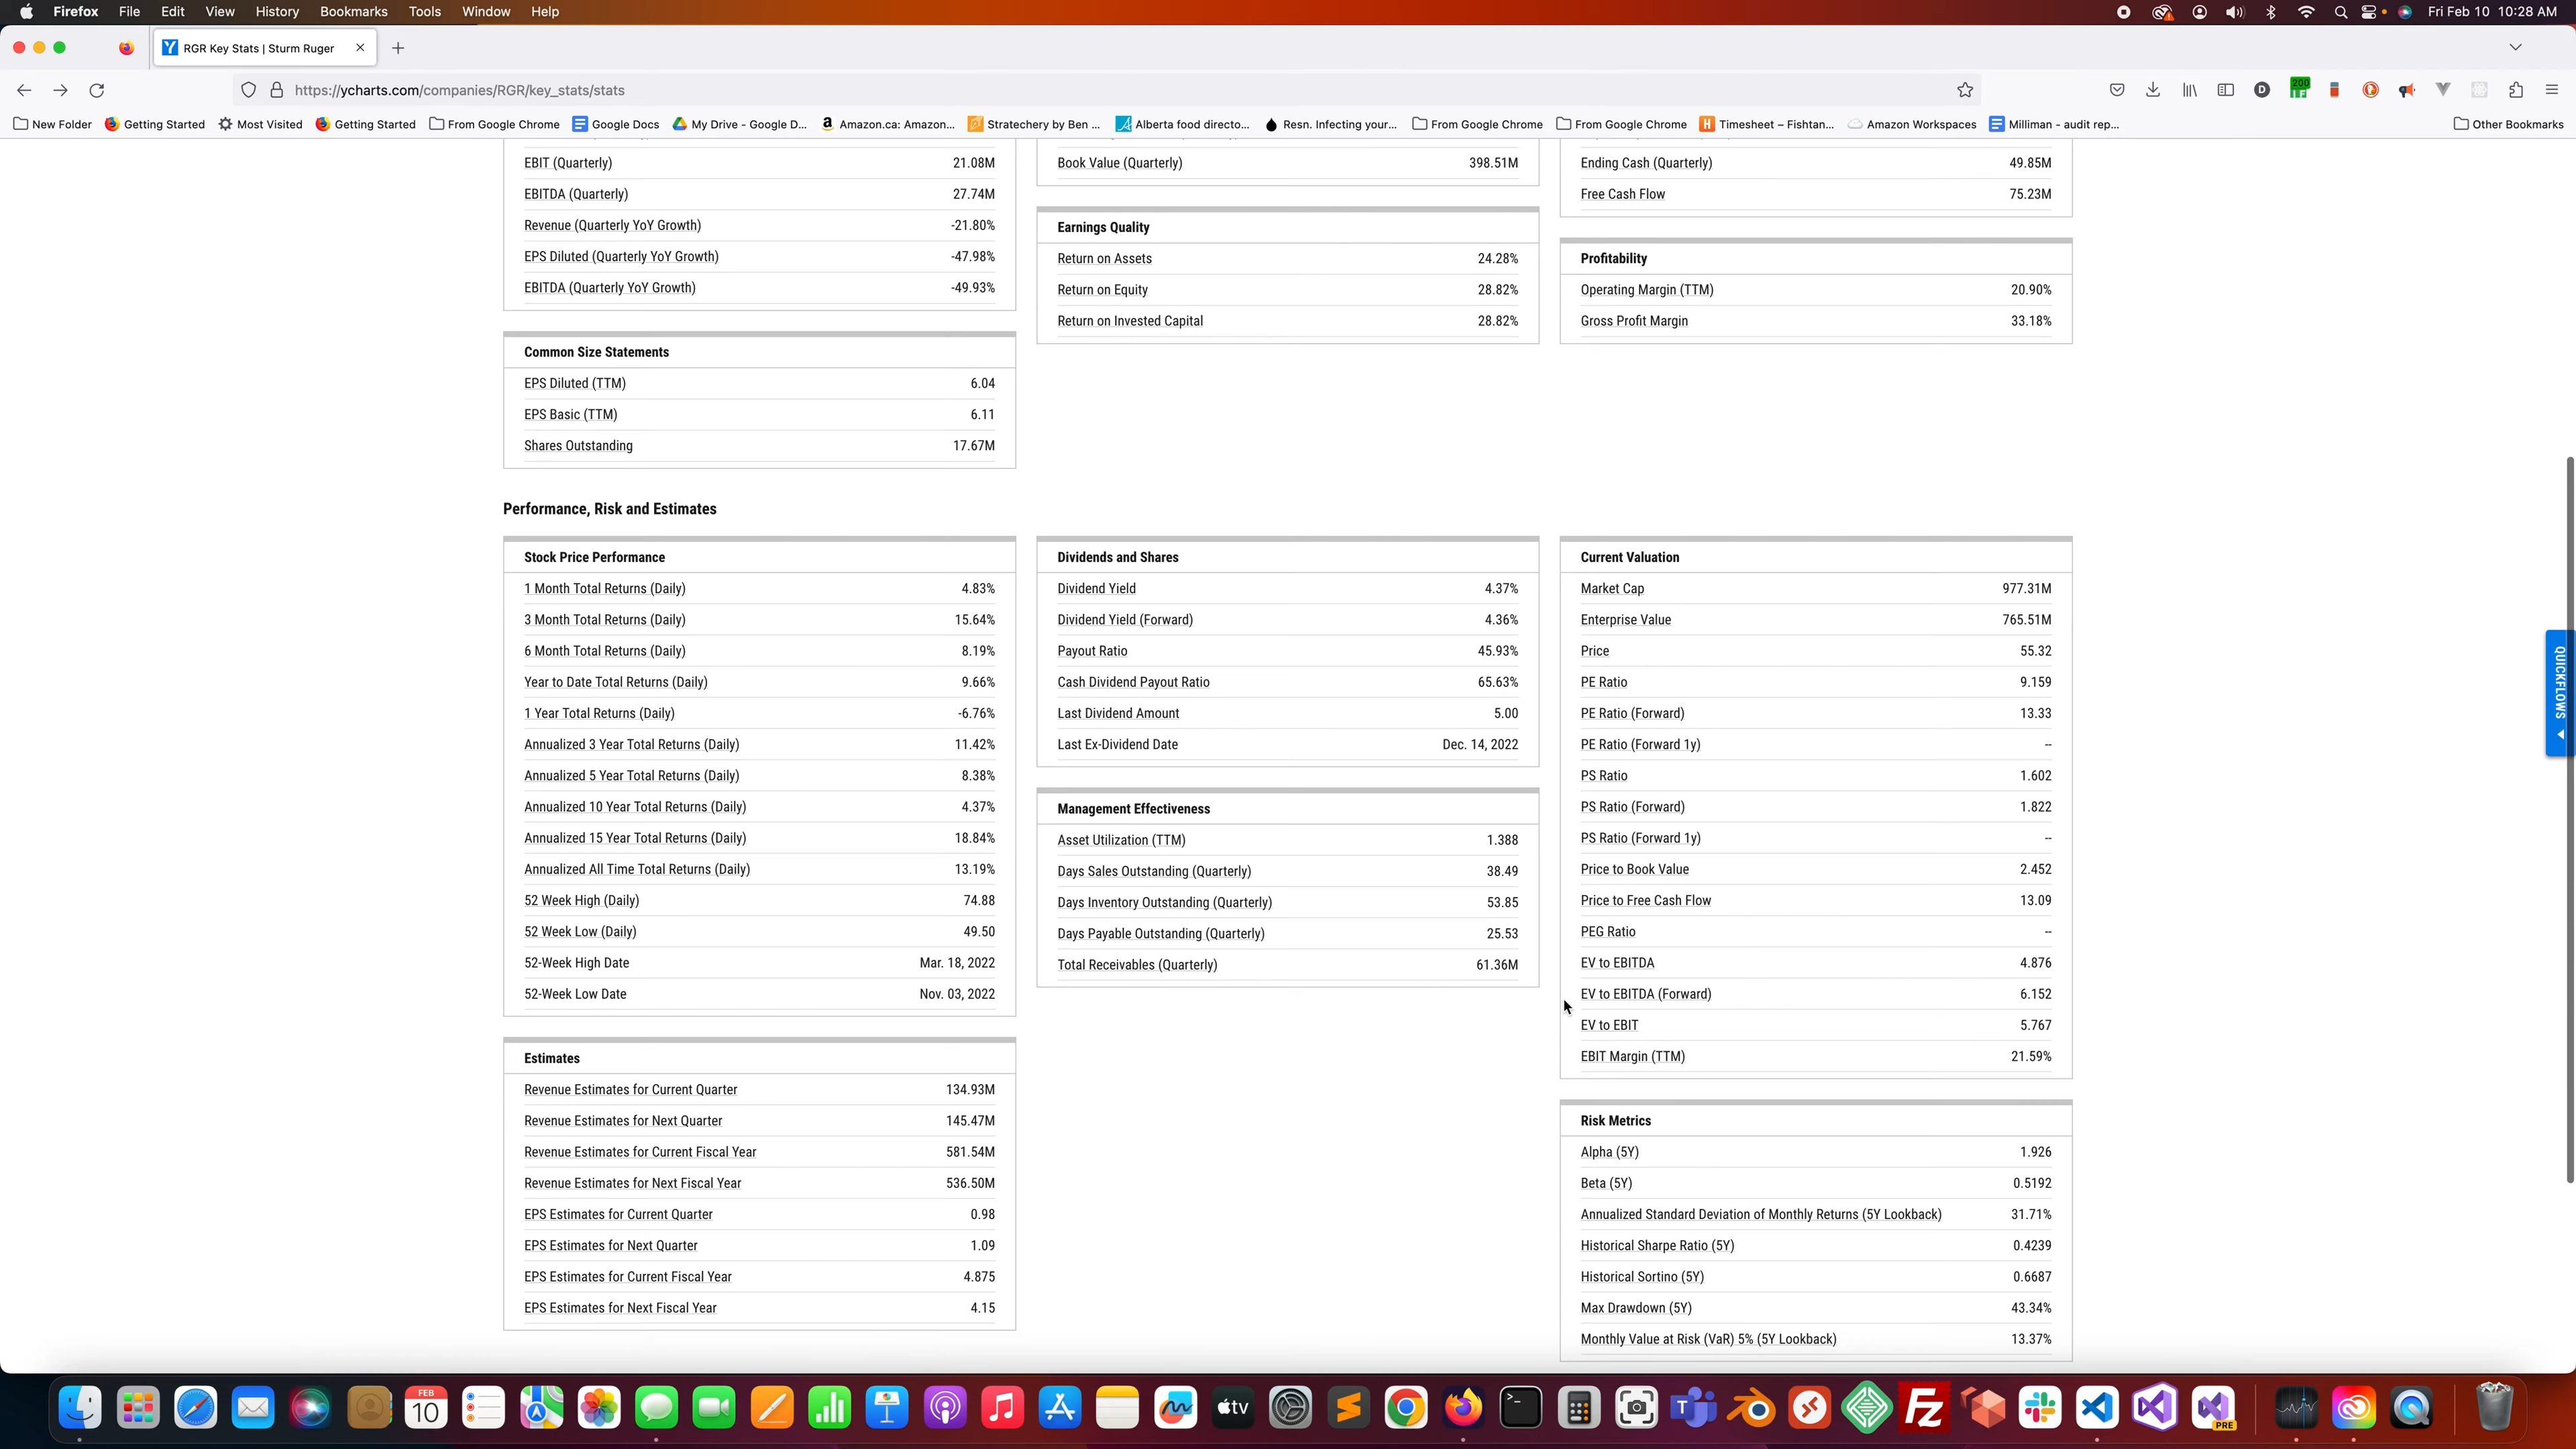 Firefox File Edit View History Bookmarks Tools Window Help Fri Feb 10 10:28 AM
RGR Key Stats | Sturm Ruger
https://ycharts.com/companies/RGR/key_stats/stats
New Folder Getting Started Most Visited Getting Started From Google Chrome Google Docs My Drive - Google D... Amazon.ca: Amazon... Stratechery by Ben ... Alberta food directo... Resn. Infecting your... From Google Chrome From Google Chrome Timesheet – Fishtan... Amazon Workspaces Milliman - audit rep... Other Bookmarks
EBIT (Quarterly) 21.08M
EBITDA (Quarterly) 27.74M
Revenue (Quarterly YoY Growth) -21.80%
EPS Diluted (Quarterly YoY Growth) -47.98%
EBITDA (Quarterly YoY Growth) -49.93%
Common Size Statements
EPS Diluted (TTM) 6.04
EPS Basic (TTM) 6.11
Shares Outstanding 17.67M
Book Value (Quarterly) 398.51M
Earnings Quality
Return on Assets 24.28%
Return on Equity 28.82%
Return on Invested Capital 28.82%
Ending Cash (Quarterly) 49.85M
Free Cash Flow 75.23M
Profitability
Operating Margin (TTM) 20.90%
Gross Profit Margin 33.18%
Performance, Risk and Estimates
Stock Price Performance
1 Month Total Returns (Daily) 4.83%
3 Month Total Returns (Daily) 15.64%
6 Month Total Returns (Daily) 8.19%
Year to Date Total Returns (Daily) 9.66%
1 Year Total Returns (Daily) -6.76%
Annualized 3 Year Total Returns (Daily) 11.42%
Annualized 5 Year Total Returns (Daily) 8.38%
Annualized 10 Year Total Returns (Daily) 4.37%
Annualized 15 Year Total Returns (Daily) 18.84%
Annualized All Time Total Returns (Daily) 13.19%
52 Week High (Daily) 74.88
52 Week Low (Daily) 49.50
52-Week High Date Mar. 18, 2022
52-Week Low Date Nov. 03, 2022
Estimates
Revenue Estimates for Current Quarter 134.93M
Revenue Estimates for Next Quarter 145.47M
Revenue Estimates for Current Fiscal Year 581.54M
Revenue Estimates for Next Fiscal Year 536.50M
EPS Estimates for Current Quarter 0.98
EPS Estimates for Next Quarter 1.09
EPS Estimates for Current Fiscal Year 4.875
EPS Estimates for Next Fiscal Year 4.15
Dividends and Shares
Dividend Yield 4.37%
Dividend Yield (Forward) 4.36%
Payout Ratio 45.93%
Cash Dividend Payout Ratio 65.63%
Last Dividend Amount 5.00
Last Ex-Dividend Date Dec. 14, 2022
Management Effectiveness
Asset Utilization (TTM) 1.388
Days Sales Outstanding (Quarterly) 38.49
Days Inventory Outstanding (Quarterly) 53.85
Days Payable Outstanding (Quarterly) 25.53
Total Receivables (Quarterly) 61.36M
Current Valuation
Market Cap 977.31M
Enterprise Value 765.51M
Price 55.32
PE Ratio 9.159
PE Ratio (Forward) 13.33
PE Ratio (Forward 1y) --
PS Ratio 1.602
PS Ratio (Forward) 1.822
PS Ratio (Forward 1y) --
Price to Book Value 2.452
Price to Free Cash Flow 13.09
PEG Ratio --
EV to EBITDA 4.876
EV to EBITDA (Forward) 6.152
EV to EBIT 5.767
EBIT Margin (TTM) 21.59%
Risk Metrics
Alpha (5Y) 1.926
Beta (5Y) 0.5192
Annualized Standard Deviation of Monthly Returns (5Y Lookback) 31.71%
Historical Sharpe Ratio (5Y) 0.4239
Historical Sortino (5Y) 0.6687
Max Drawdown (5Y) 43.34%
Monthly Value at Risk (VaR) 5% (5Y Lookback) 13.37%
QUICKFLOWS
FEB
10
tv
PRE